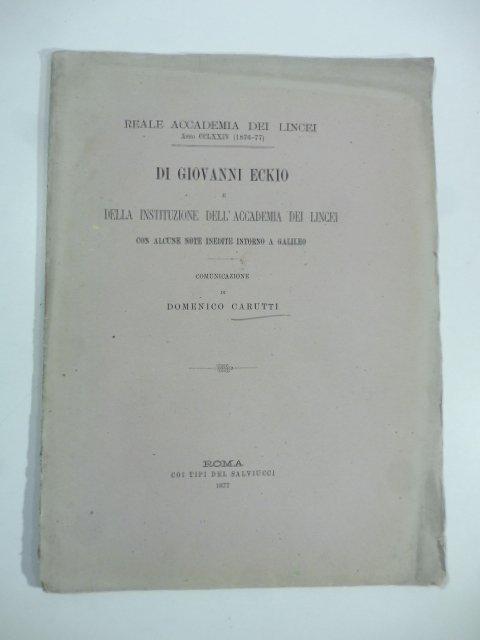 REALE ACCADEMIA DEI LINCEI
ANNO CCLXXIV (1876-77)
DI GIOVANNI ECKIO
E
DELLA INSTITUZIONE DELL'ACCADEMIA DEI LINCEI
CON ALCUNE NOTE INEDITE INTORNO A GALILEO
COMUNICAZIONE
DI
DOMENICO CARUTTI
ROMA
COI TIPI DEL SALVIUCCI
1877